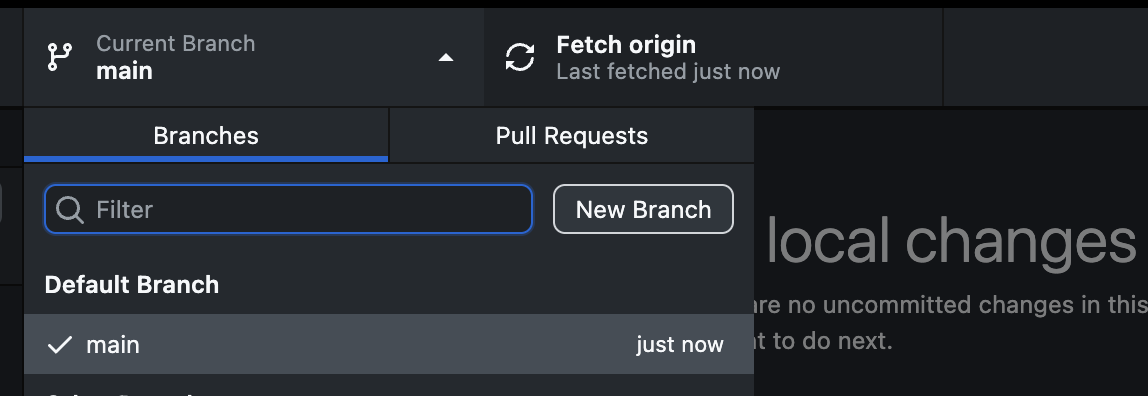 Current Branch
main
Fetch origin
Last fetched just now
Branches
Pull Requests
Filter
New Branch
Default Branch
main
just now
local changes
are no uncommitted changes in this
to do next.